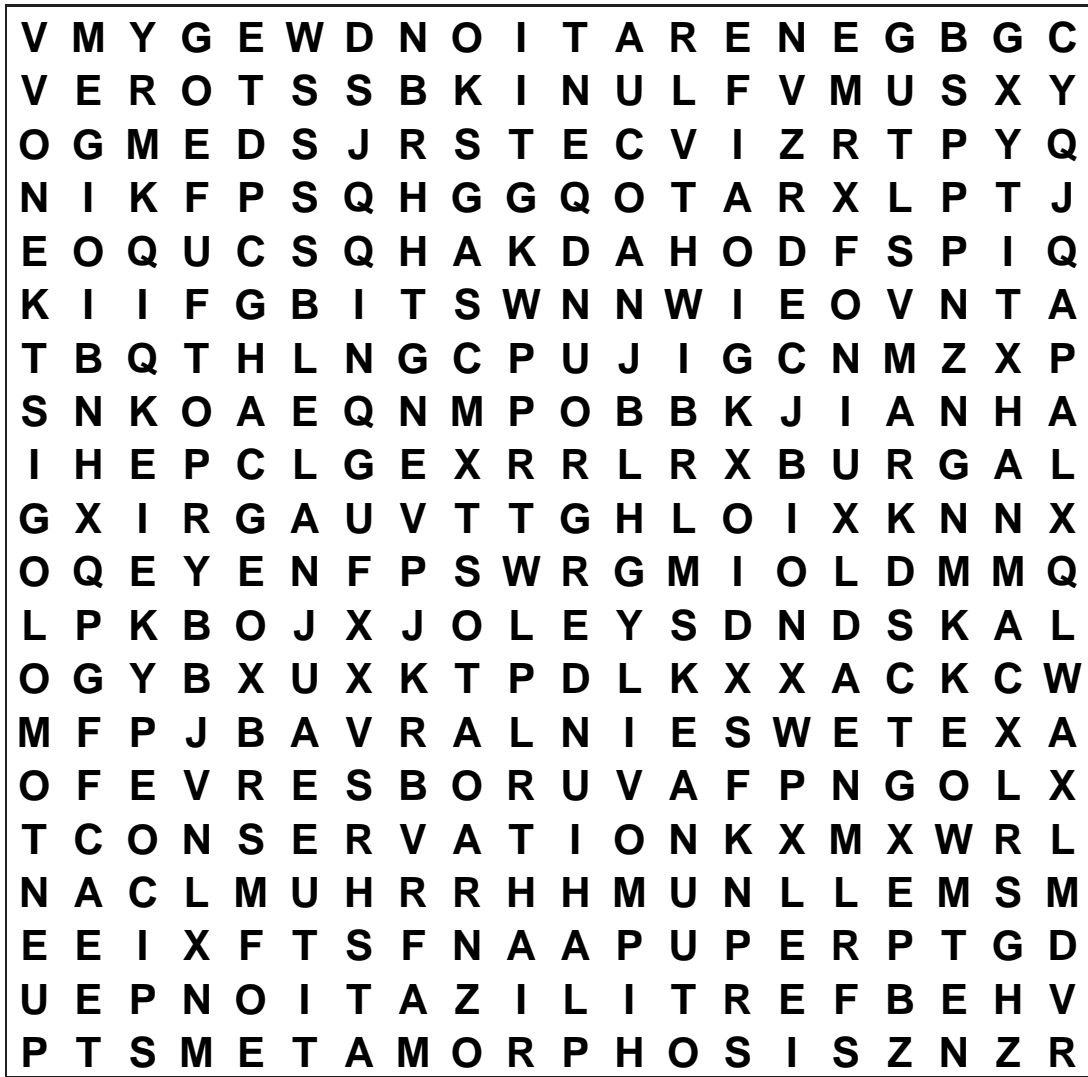 V M Y G E W D N O I T A R E N E G B G C
V E R O T S S B K I N U L F V M U S X Y
O G M E D S J R S T E C V I Z R T P Y Q
N I K F P S Q H G G Q O T A R X L P T J
E O Q U C S Q H A K D A H O D F S P I Q
K I I F G B I T S W N N W I E O V N T A
T B Q T H L N G C P U J I G C N M Z X P
S N K O A E Q N M P O B B K J I A N H A
I H E P C L G E X R R L R X B U R G A L
G X I R G A U V T T G H L O I X K N N X
O Q E Y E N F P S W R G M I O L D M M Q
L P K B O J X J O L E Y S D N D S K A L
O G Y B X U X K T P D L K X X A C K C W
M F P J B A V R A L N I E S W E T E X A
O F E V R E S B O R U V A F P N G O L X
T C O N S E R V A T I O N K X M X W R L
N A C L M U H R R H H M U N L L E M S M
E E I X F T S F N A A P U P E R P T G D
U E P N O I T A Z I L I T R E F B E H V
P T S M E T A M O R P H O S I S Z N Z R